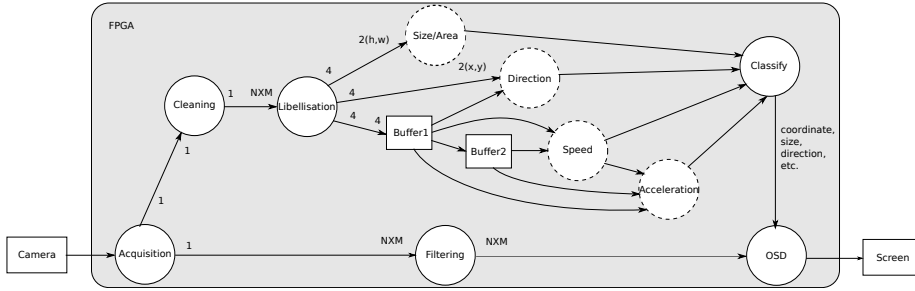 FPGA
Size/Area
2(h,w)
Classify
4
2(x,y)
Direction
1
NXM
4
Cleaning
Libellisation
4
4
Buffer1
coordinate,
size,
direction,
etc.
1
Buffer2
Speed
Acceleration
1
1
NXM
NXM
Camera
Acquisition
Filtering
OSD
Screen